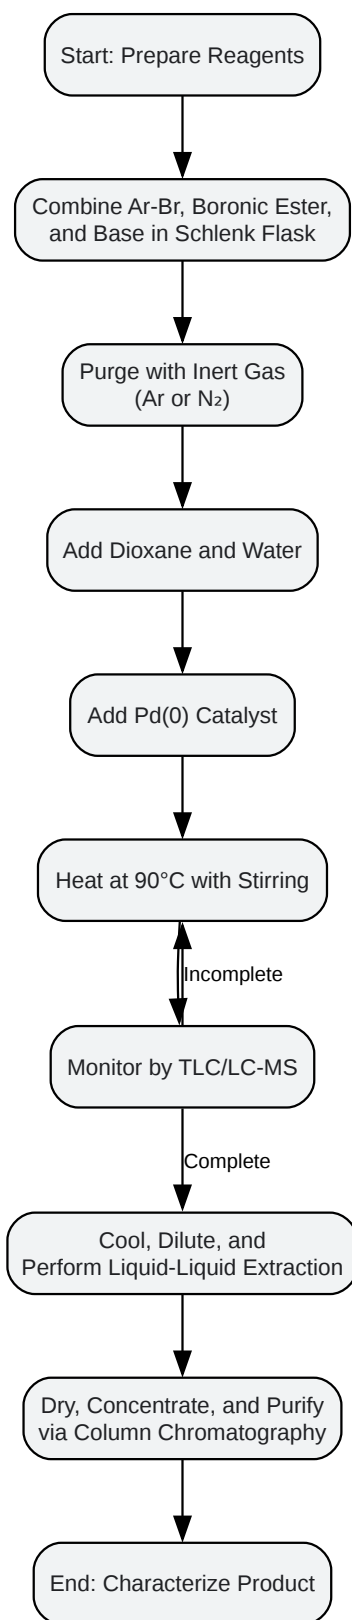 Start: Prepare Reagents
Combine Ar-Br, Boronic Ester,
and Base in Schlenk Flask
Purge with Inert Gas
(Ar or N₂)
Add Dioxane and Water
Add Pd(0) Catalyst
Heat at 90°C with Stirring
Incomplete
Monitor by TLC/LC-MS
Complete
Cool, Dilute, and
Perform Liquid-Liquid Extraction
Dry, Concentrate, and Purify
via Column Chromatography
End: Characterize Product